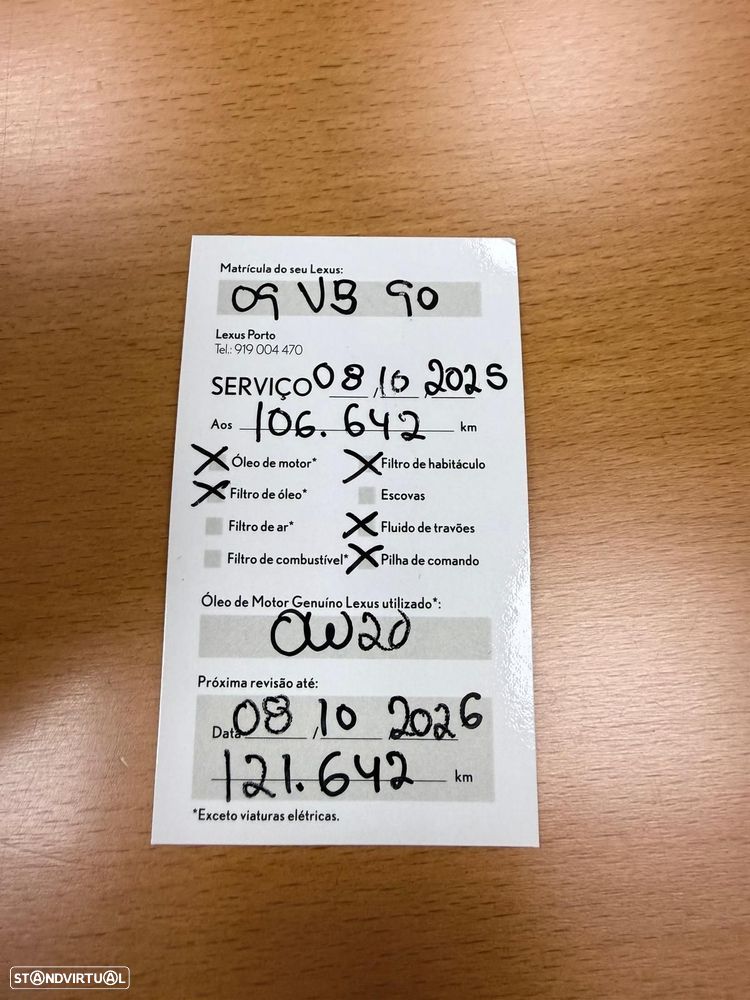 Matrícula do seu Lexus:
09 VB 90
Lexus Porto
Tel.: 919 004 470
SERVIÇO 08 / 10 / 2025
Aos 106.642 km
X Óleo de motor* X Filtro de habitáculo
X Filtro de óleo* Escovas
Filtro de ar* X Fluido de travões
Filtro de combustível* X Pilha de comando
Óleo de Motor Genuíno Lexus utilizado*:
0W20
Próxima revisão até:
Data 08 / 10 / 2026
121.642 km
*Exceto viaturas elétricas.
STANDVIRTUAL